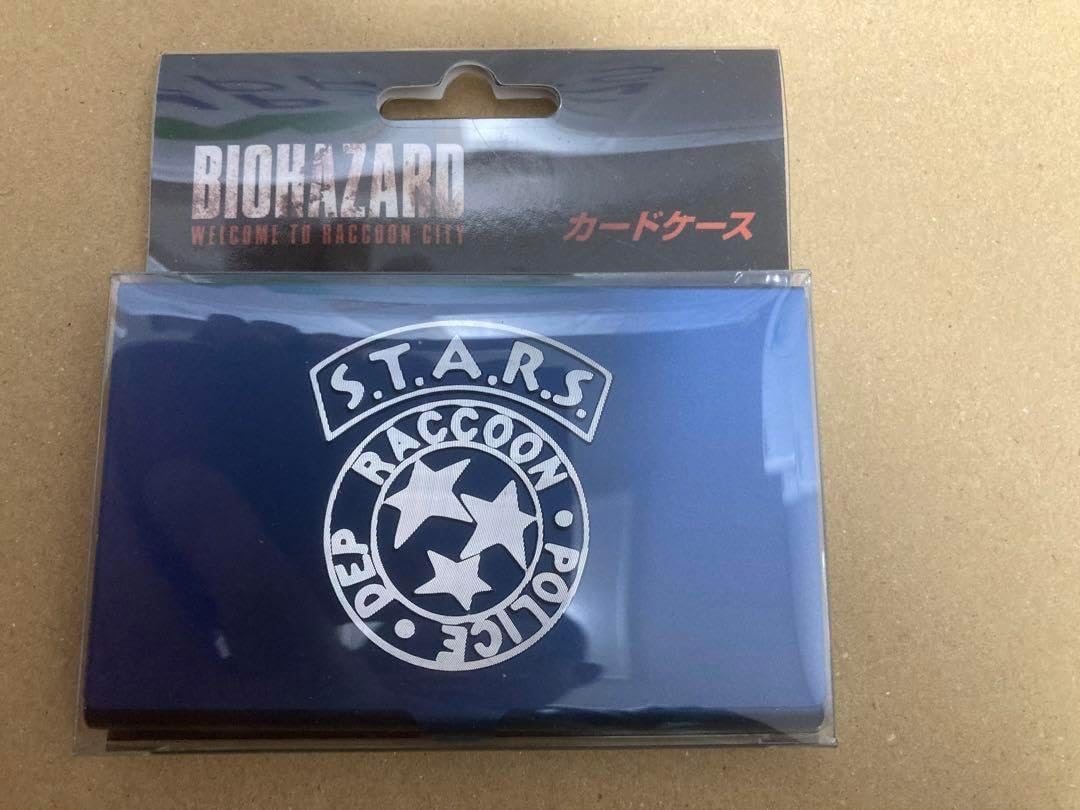 BIOHAZARD
WELCOME TO RACCOON CITY
カードケース
S.T.A.R.S.
RACCOON • POLICE • DEP